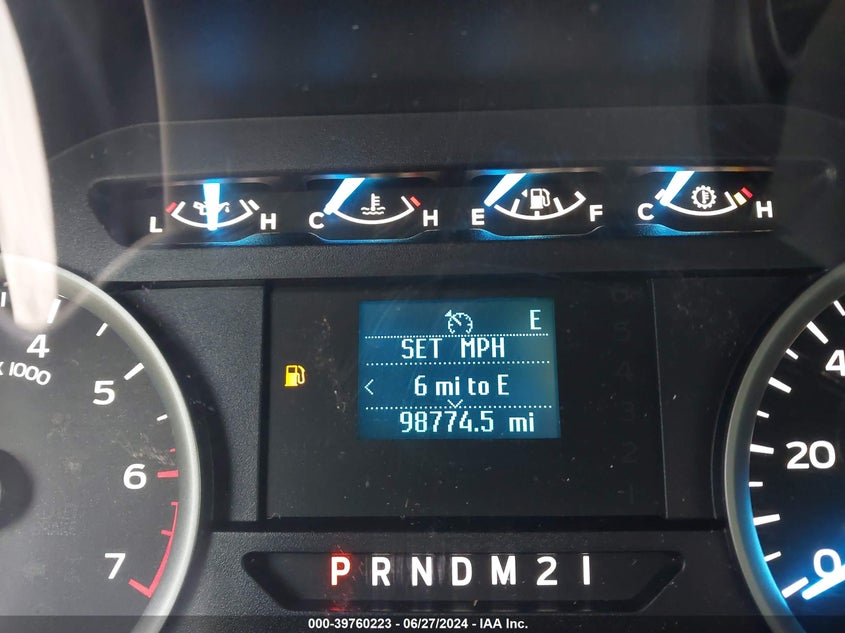 L H C H E F C H
4
X 1000
5
6
7
E
SET MPH
< 6 mi to E
98774.5 mi
P R N D M 2 1
4
20
0
000-39760223 - 06/27/2024 - IAA Inc.